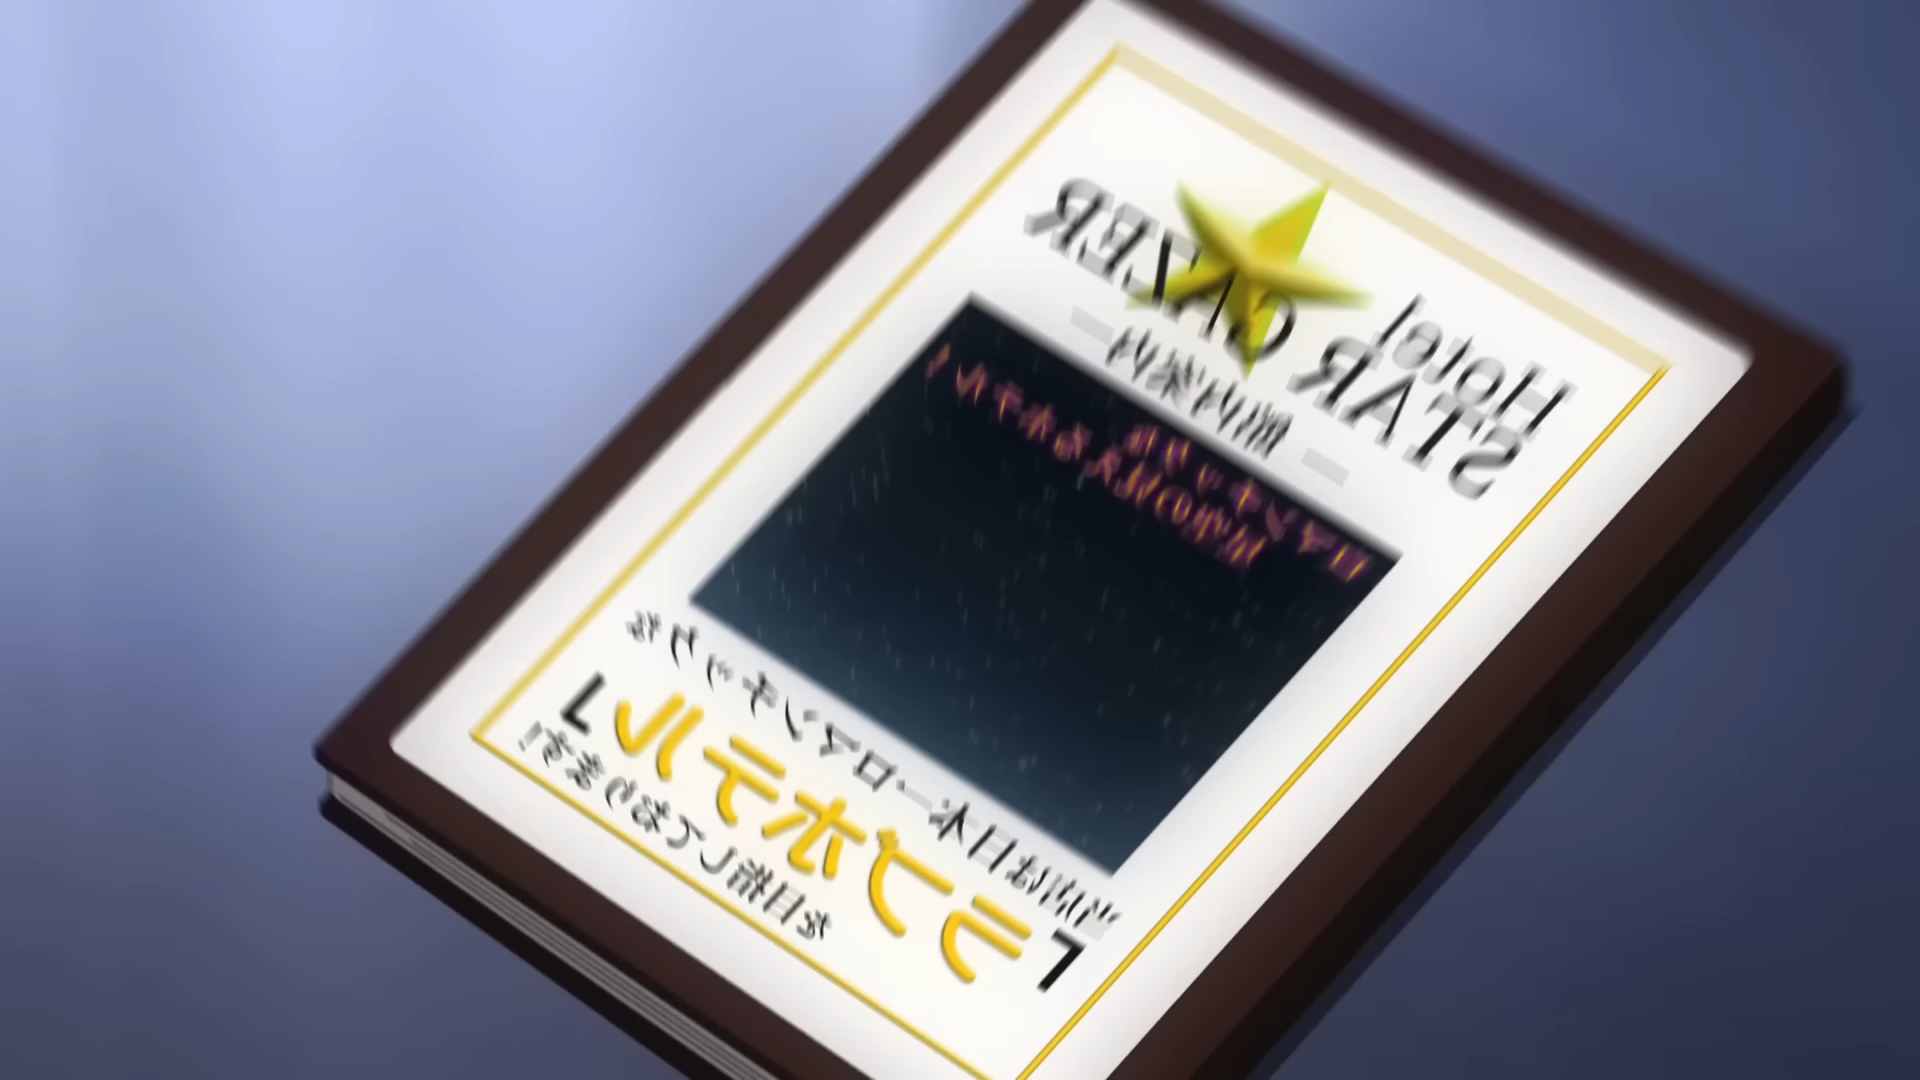 Hotel
STAR GAZER
館内案内
当館は日本一ロマンチックな
「ラブホテル」
を目指しております！